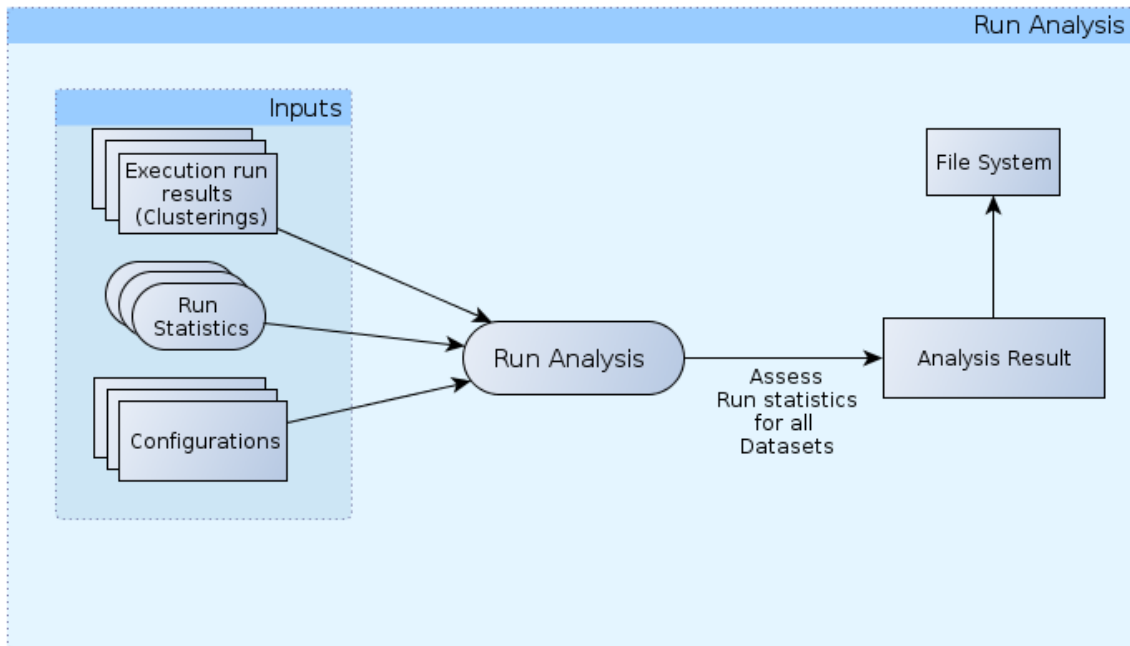 Run Analysis
Inputs
Execution run
results
(Clusterings)
Run
Statistics
Configurations
Run Analysis
Assess
Run statistics
for all
Datasets
File System
Analysis Result